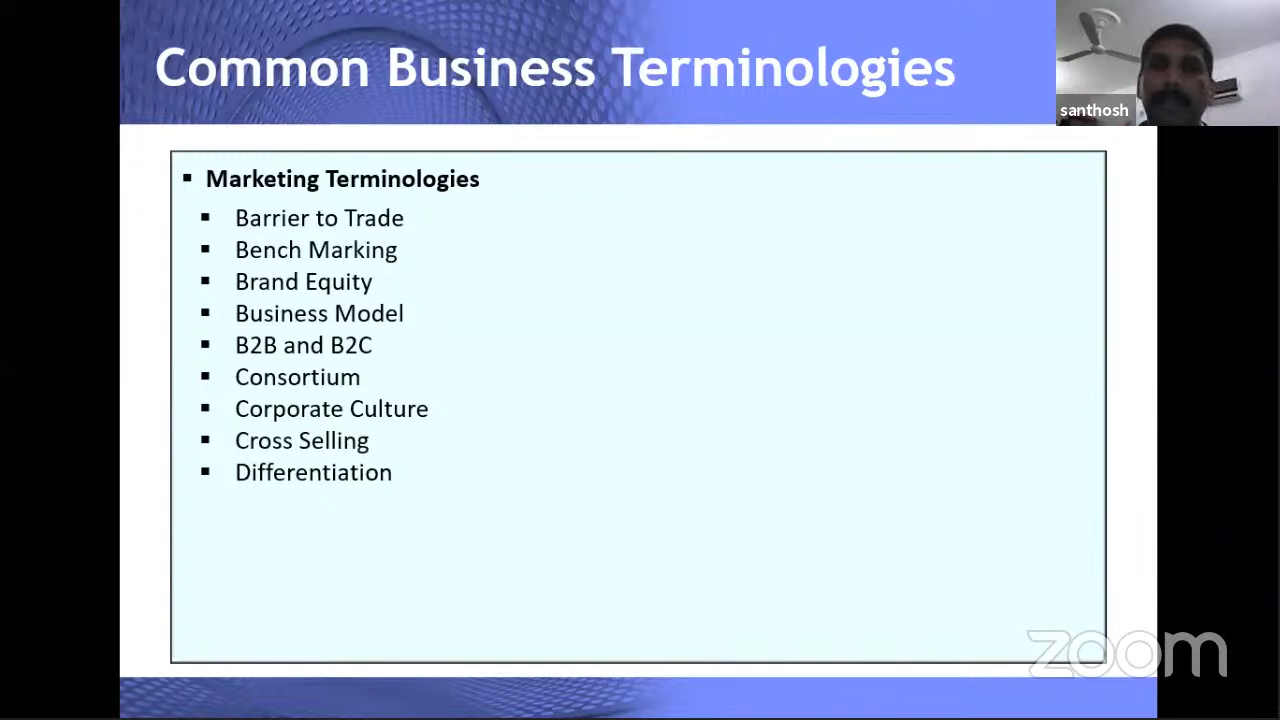 Common Business Terminologies
santhosh
Marketing Terminologies
Barrier to Trade
Bench Marking
Brand Equity
Business Model
B2B and B2C
Consortium
Corporate Culture
Cross Selling
Differentiation
zoom